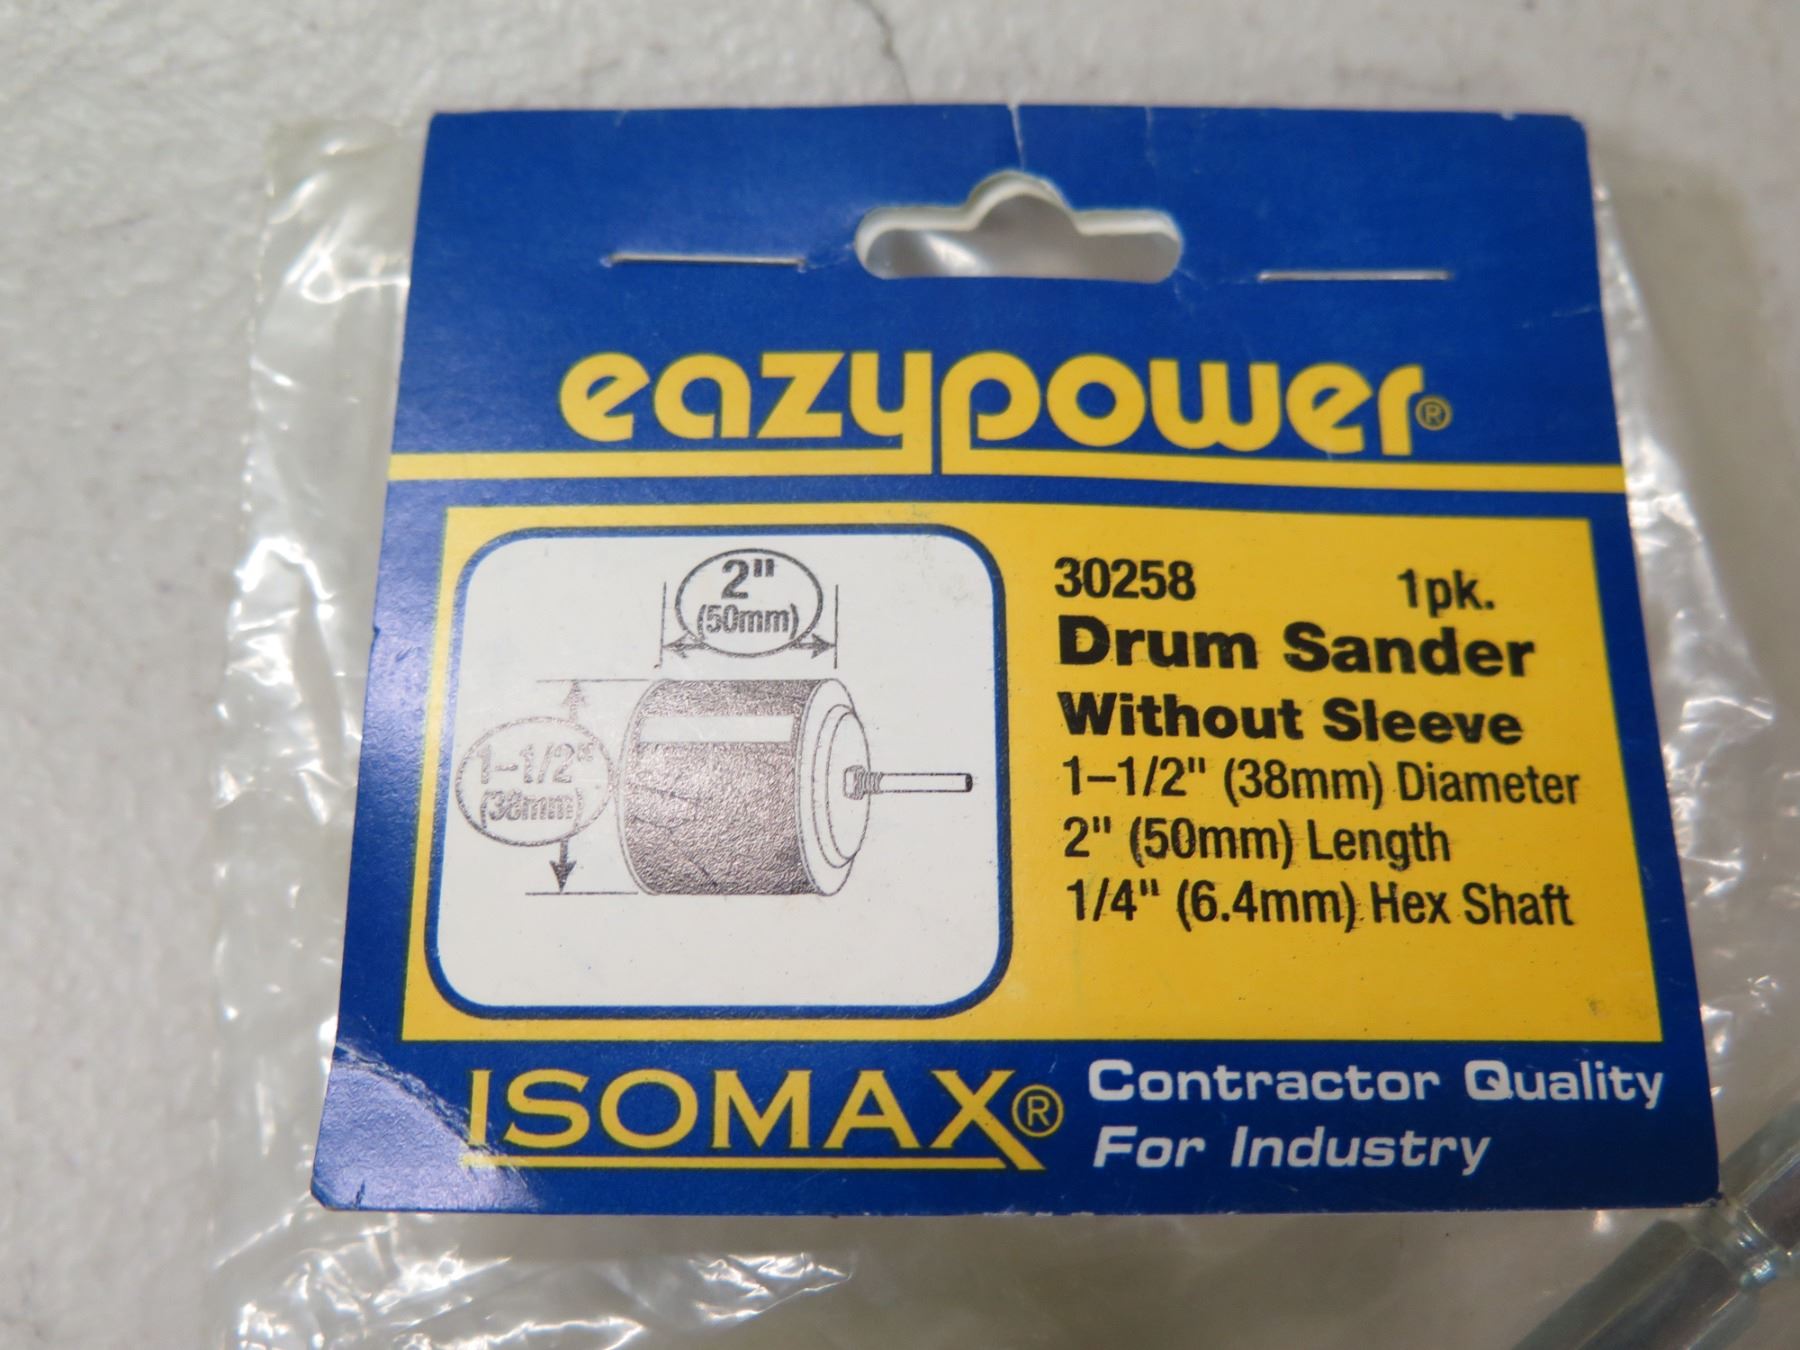 eazypower®
2"
(50mm)
1–1/2"
(38mm)
30258 1pk.
Drum Sander
Without Sleeve
1–1/2" (38mm) Diameter
2" (50mm) Length
1/4" (6.4mm) Hex Shaft
ISOMAX® Contractor Quality
For Industry